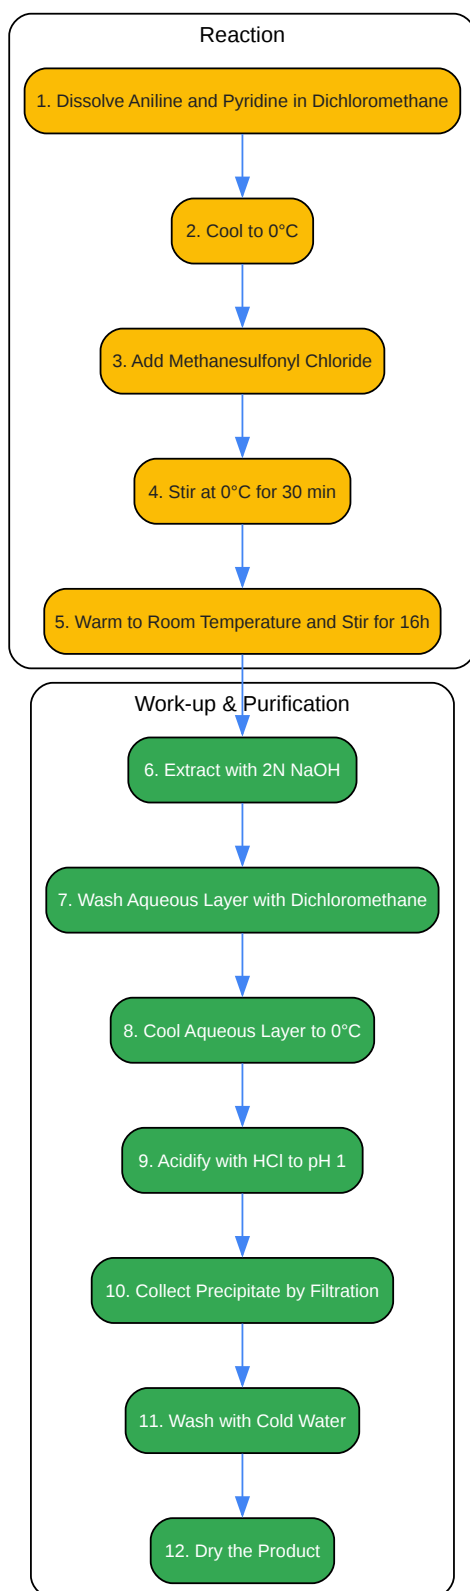 Reaction
1. Dissolve Aniline and Pyridine in Dichloromethane
2. Cool to 0°C
3. Add Methanesulfonyl Chloride
4. Stir at 0°C for 30 min
5. Warm to Room Temperature and Stir for 16h
Work-up & Purification
6. Extract with 2N NaOH
7. Wash Aqueous Layer with Dichloromethane
8. Cool Aqueous Layer to 0°C
9. Acidify with HCl to pH 1
10. Collect Precipitate by Filtration
11. Wash with Cold Water
12. Dry the Product